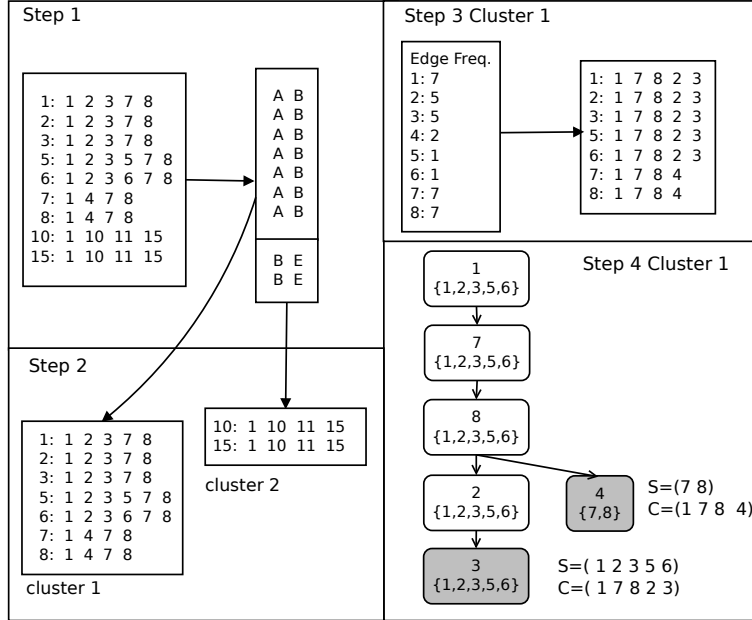 Step 1
1: 1 2 3 7 8
2: 1 2 3 7 8
3: 1 2 3 7 8
5: 1 2 3 5 7 8
6: 1 2 3 6 7 8
7: 1 4 7 8
8: 1 4 7 8
10: 1 10 11 15
15: 1 10 11 15
A B
A B
A B
A B
A B
A B
A B
B E
B E
Step 2
1: 1 2 3 7 8
2: 1 2 3 7 8
3: 1 2 3 7 8
5: 1 2 3 5 7 8
6: 1 2 3 6 7 8
7: 1 4 7 8
8: 1 4 7 8
cluster 1
10: 1 10 11 15
15: 1 10 11 15
cluster 2
Step 3 Cluster 1
Edge Freq.
1: 7
2: 5
3: 5
4: 2
5: 1
6: 1
7: 7
8: 7
1: 1 7 8 2 3
2: 1 7 8 2 3
3: 1 7 8 2 3
5: 1 7 8 2 3
6: 1 7 8 2 3
7: 1 7 8 4
8: 1 7 8 4
Step 4 Cluster 1
1
{1,2,3,5,6}
7
{1,2,3,5,6}
8
{1,2,3,5,6}
2
{1,2,3,5,6}
4
{7,8}
S=(7 8)
C=(1 7 8 4)
3
{1,2,3,5,6}
S=( 1 2 3 5 6)
C=( 1 7 8 2 3)